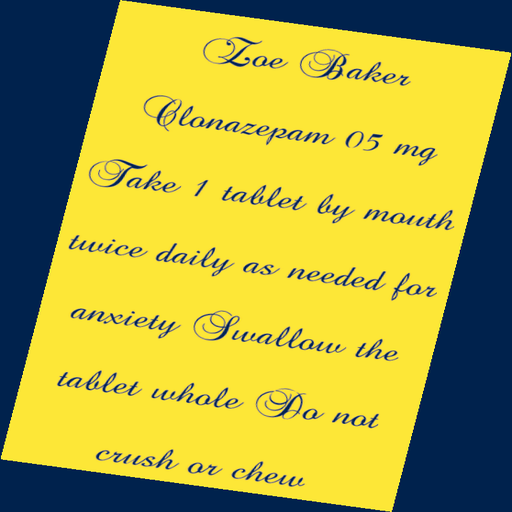 Zoe Baker
Clonazepam 05 mg
Take 1 tablet by mouth
twice daily as needed for
anxiety Swallow the
tablet whole Do not
crush or chew